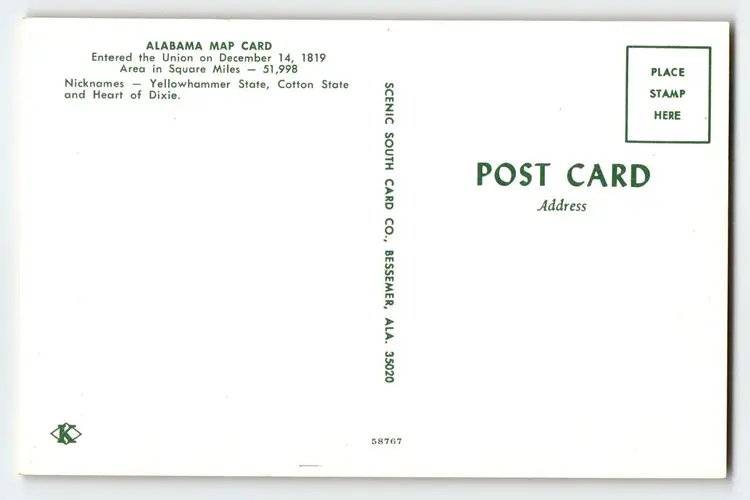 ALABAMA MAP CARD
Entered the Union on December 14, 1819
Area in Square Miles — 51,998
Nicknames — Yellowhammer State, Cotton State
and Heart of Dixie.
SCENIC SOUTH CARD CO., BESSEMER, ALA. 35020
PLACE
STAMP
HERE
POST CARD
Address
K
58767